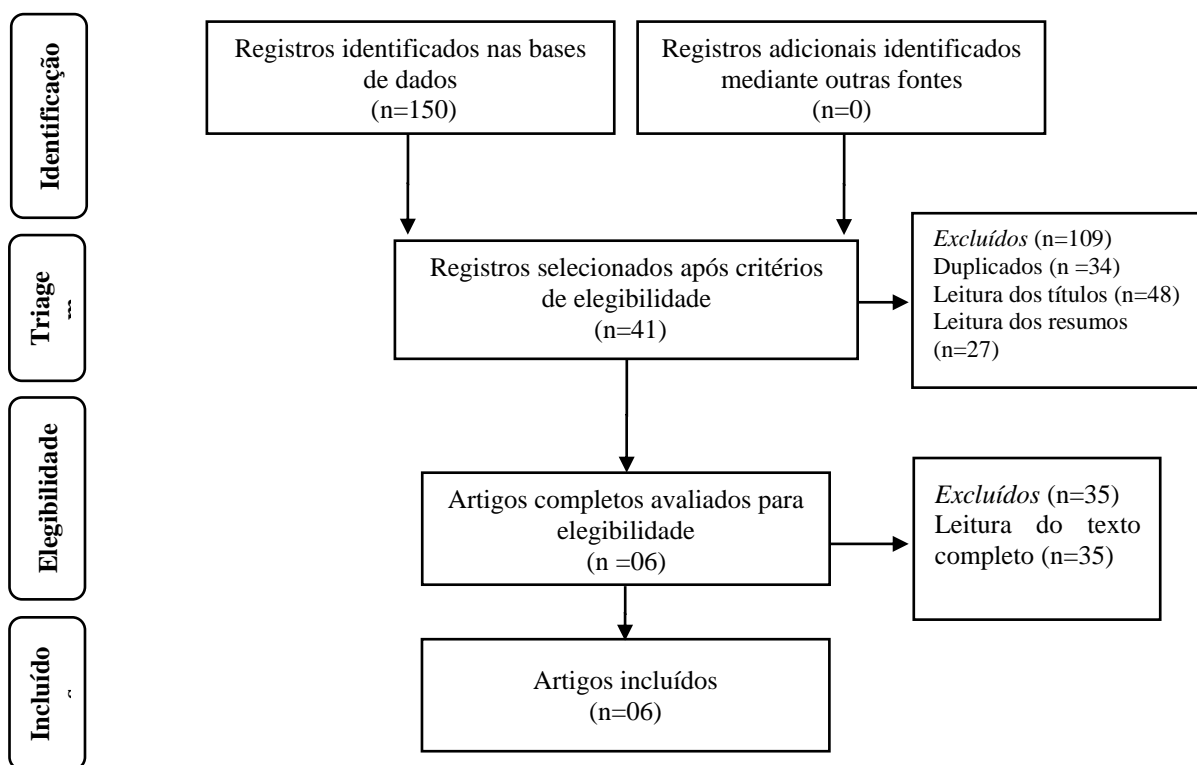 Identificação
Registros identificados nas bases
de dados
(n=150)
Registros adicionais identificados
mediante outras fontes
(n=0)
Triage
m
Registros selecionados após critérios
de elegibilidade
(n=41)
Excluídos (n=109)
Duplicados (n =34)
Leitura dos títulos (n=48)
Leitura dos resumos
(n=27)
Elegibilidade
Artigos completos avaliados para
elegibilidade
(n =06)
Excluídos (n=35)
Leitura do texto
completo (n=35)
Incluído
Artigos incluídos
(n=06)